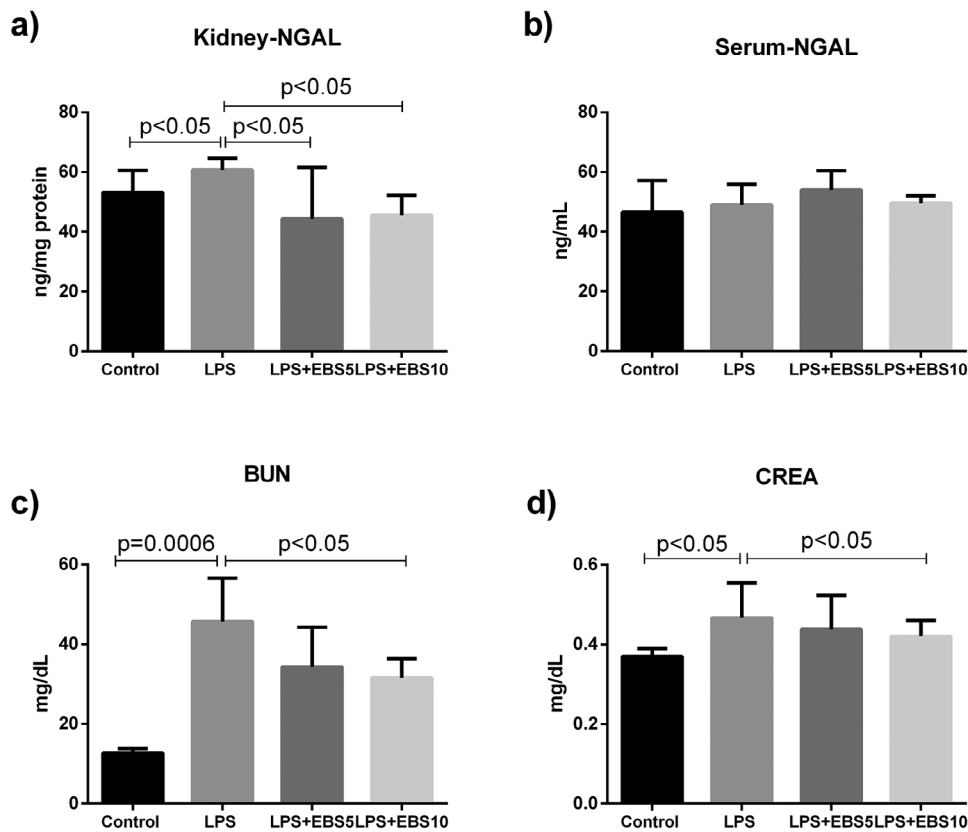 a)
Kidney-NGAL
p<0.05
p<0.05
p<0.05
80
60
40
20
0
ng/mg protein
Control
LPS
LPS+EBS5
LPS+EBS10
b)
Serum-NGAL
80
60
40
20
0
ng/mL
Control
LPS
LPS+EBS5
LPS+EBS10
c)
BUN
p=0.0006
p<0.05
60
40
20
0
mg/dL
Control
LPS
LPS+EBS5
LPS+EBS10
d)
CREA
p<0.05
p<0.05
0.6
0.4
0.2
0.0
mg/dL
Control
LPS
LPS+EBS5
LPS+EBS10